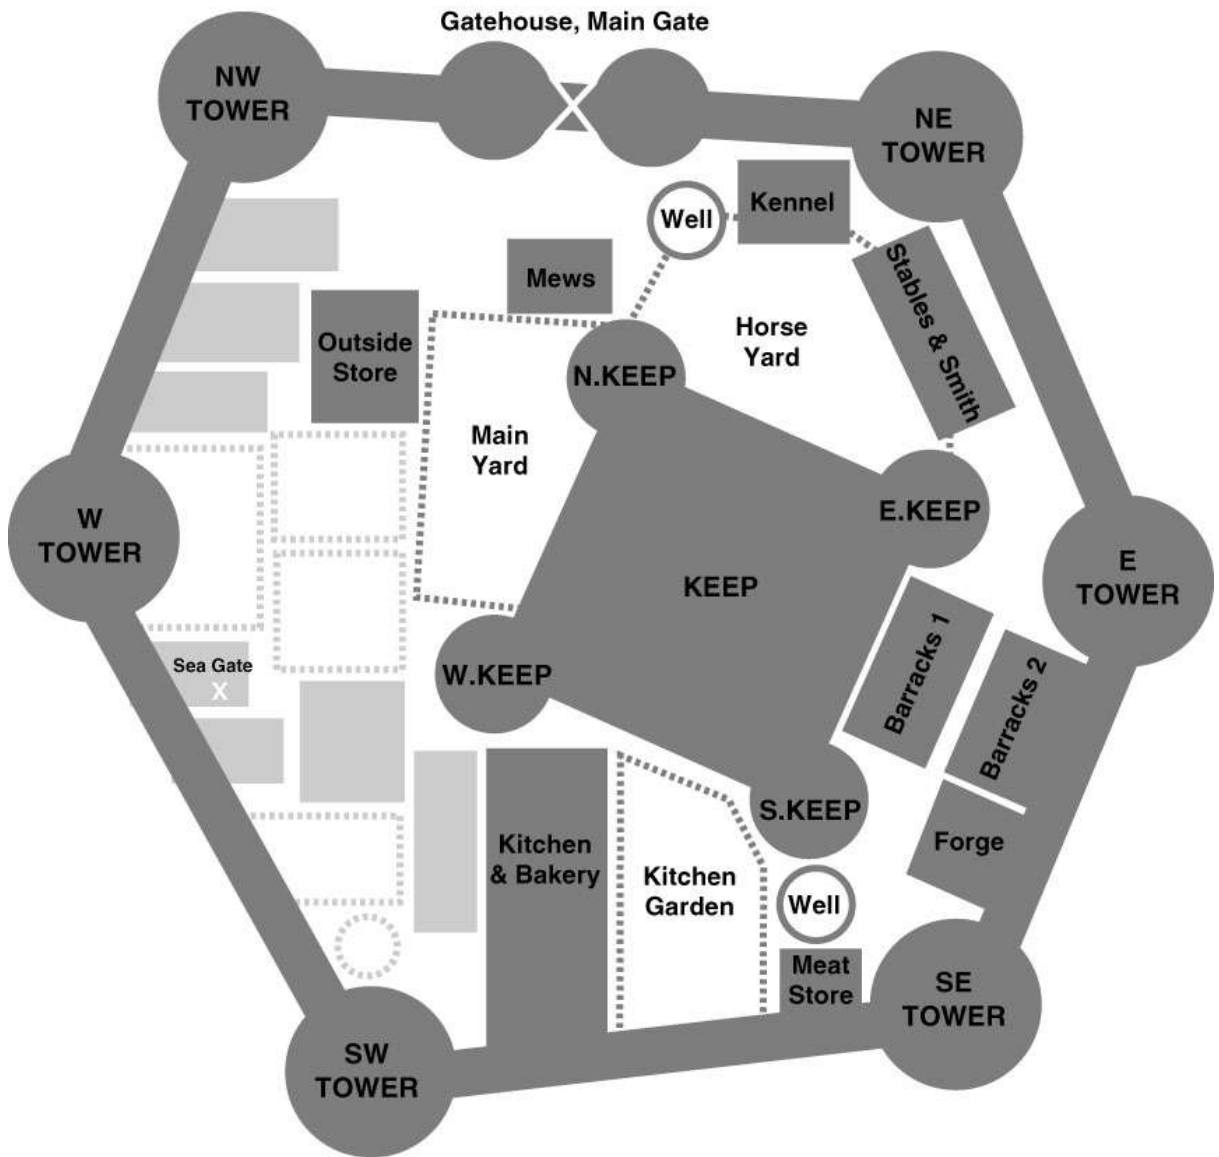 Gatehouse, Main Gate
NW
TOWER
NE
TOWER
Kennel
Well
Mews
Stables & Smith
Outside
Store
Horse
Yard
N.KEEP
Main
Yard
W
TOWER
E.KEEP
E
TOWER
KEEP
Sea Gate
X
W.KEEP
Barracks 1
Barracks 2
S.KEEP
Forge
Kitchen
& Bakery
Kitchen
Garden
Well
Meat
Store
SE
TOWER
SW
TOWER